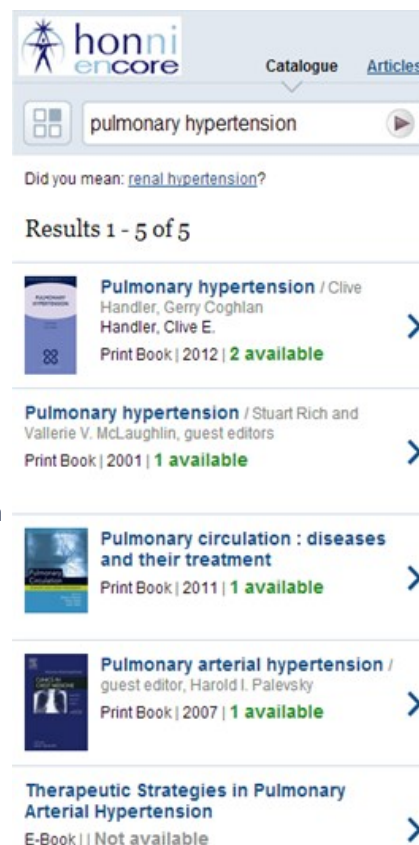 honni
encore
Catalogue Articles
pulmonary hypertension
Did you mean: renal hypertension?
Results 1 - 5 of 5
Pulmonary hypertension / Clive
Handler, Gerry Coghlan
Handler, Clive E.
Print Book | 2012 | 2 available
Pulmonary hypertension / Stuart Rich and
Vallerie V. McLaughlin, guest editors
Print Book | 2001 | 1 available
Pulmonary circulation : diseases
and their treatment
Print Book | 2011 | 1 available
Pulmonary arterial hypertension /
guest editor, Harold I. Palevsky
Print Book | 2007 | 1 available
Therapeutic Strategies in Pulmonary
Arterial Hypertension
E-Book | | Not available